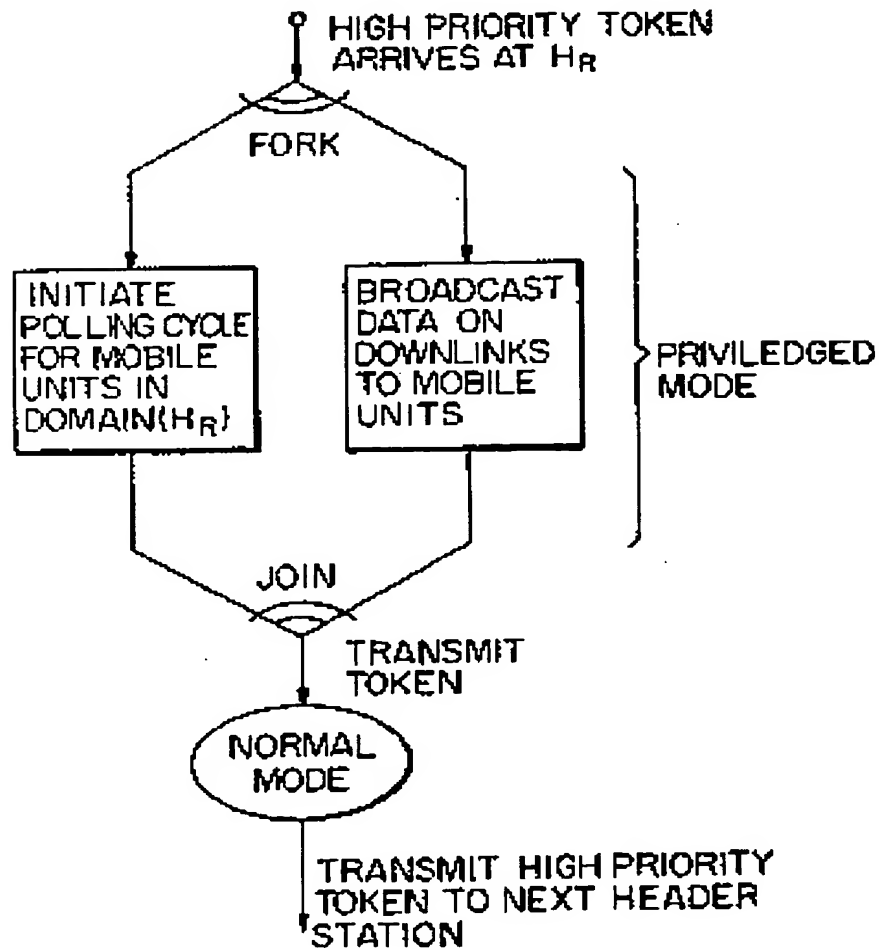 HIGH PRIORITY TOKEN
ARRIVES AT HR
FORK
INITIATE
POLLING CYCLE
FOR MOBILE
UNITS IN
DOMAIN(HR)
BROADCAST
DATA ON
DOWNLINKS
TO MOBILE
UNITS
PRIVILEDGED
MODE
JOIN
TRANSMIT
TOKEN
NORMAL
MODE
TRANSMIT HIGH PRIORITY
TOKEN TO NEXT HEADER
STATION